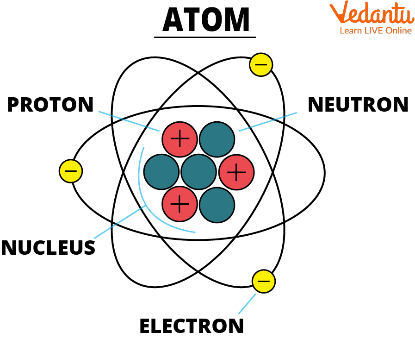 ATOM
Vedantu
Learn LIVE Online
PROTON
NEUTRON
+
+
+
−
−
−
NUCLEUS
ELECTRON